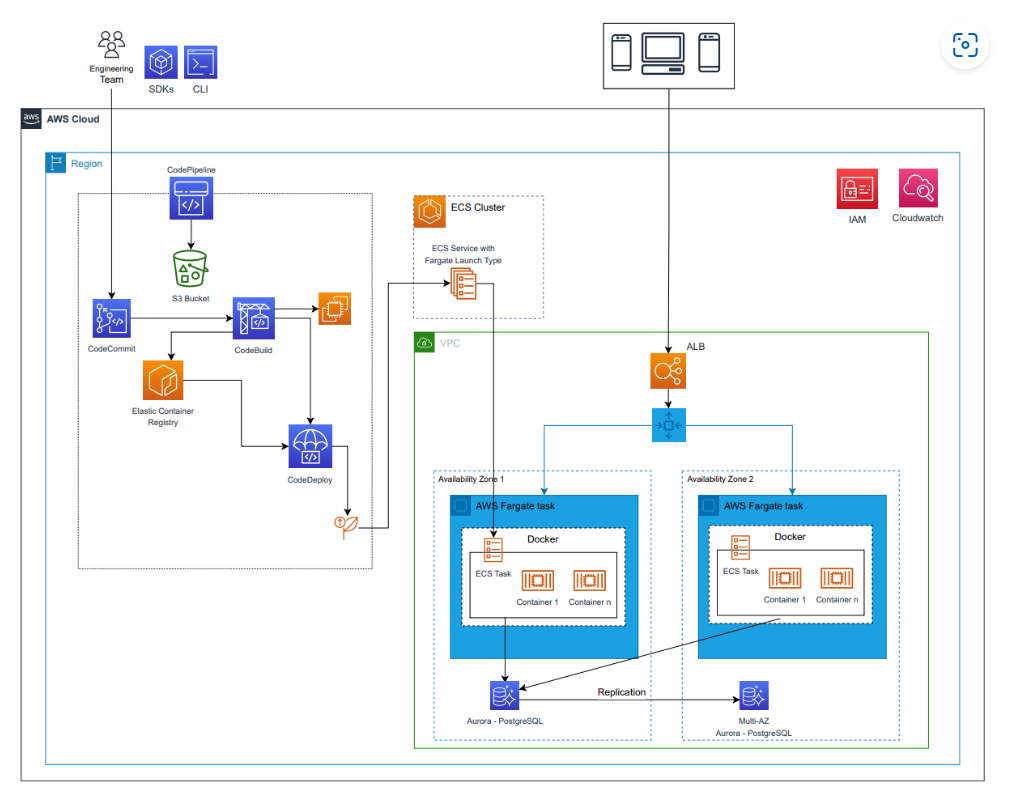 Engineering
Team
SDKs
CLI
aws
AWS Cloud
Region
CodePipeline
S3 Bucket
CodeCommit
CodeBuild
Elastic Container
Registry
CodeDeploy
ECS Cluster
ECS Service with
Fargate Launch Type
IAM
Cloudwatch
VPC
ALB
Availability Zone 1
AWS Fargate task
Docker
ECS Task
Container 1
Container n
Availability Zone 2
AWS Fargate task
Docker
ECS Task
Container 1
Container n
Replication
Aurora - PostgreSQL
Multi-AZ
Aurora - PostgreSQL